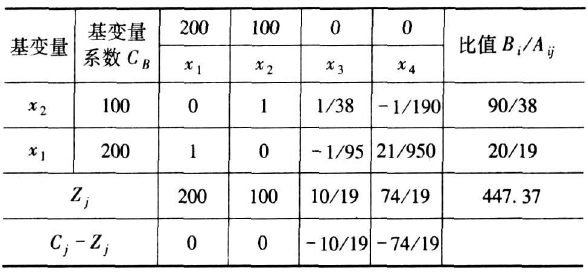 基变量 基变量系数 C_B 200 100 0 0 比值 B_i/A_ij
x_1 x_2 x_3 x_4
x_2 100 0 1 1/38 -1/190 90/38
x_1 200 1 0 -1/95 21/950 20/19
Z_j 200 100 10/19 74/19 447.37
C_j-Z_j 0 0 -10/19 -74/19